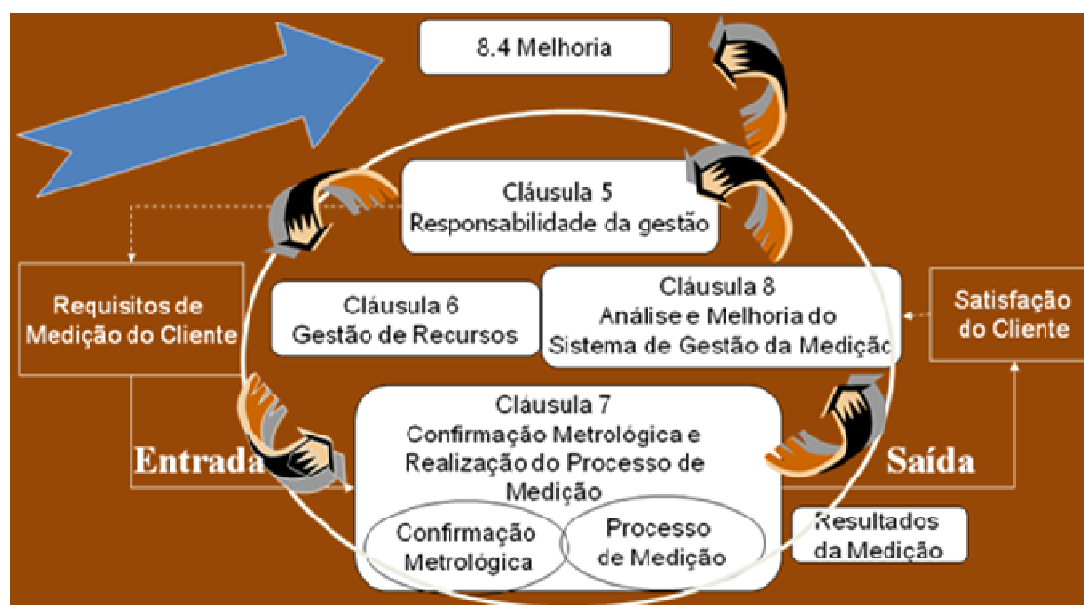 8.4 Melhoria
Cláusula 5
Responsabilidade da gestão
Requisitos de
Medição do Cliente
Cláusula 6
Gestão de Recursos
Cláusula 8
Análise e Melhoria do
Sistema de Gestão da Medição
Satisfação
do Cliente
Cláusula 7
Confirmação Metrológica e
Realização do Processo de
Medição
Entrada
Saída
Confirmação
Metrológica
Processo
de Medição
Resultados
da Medição